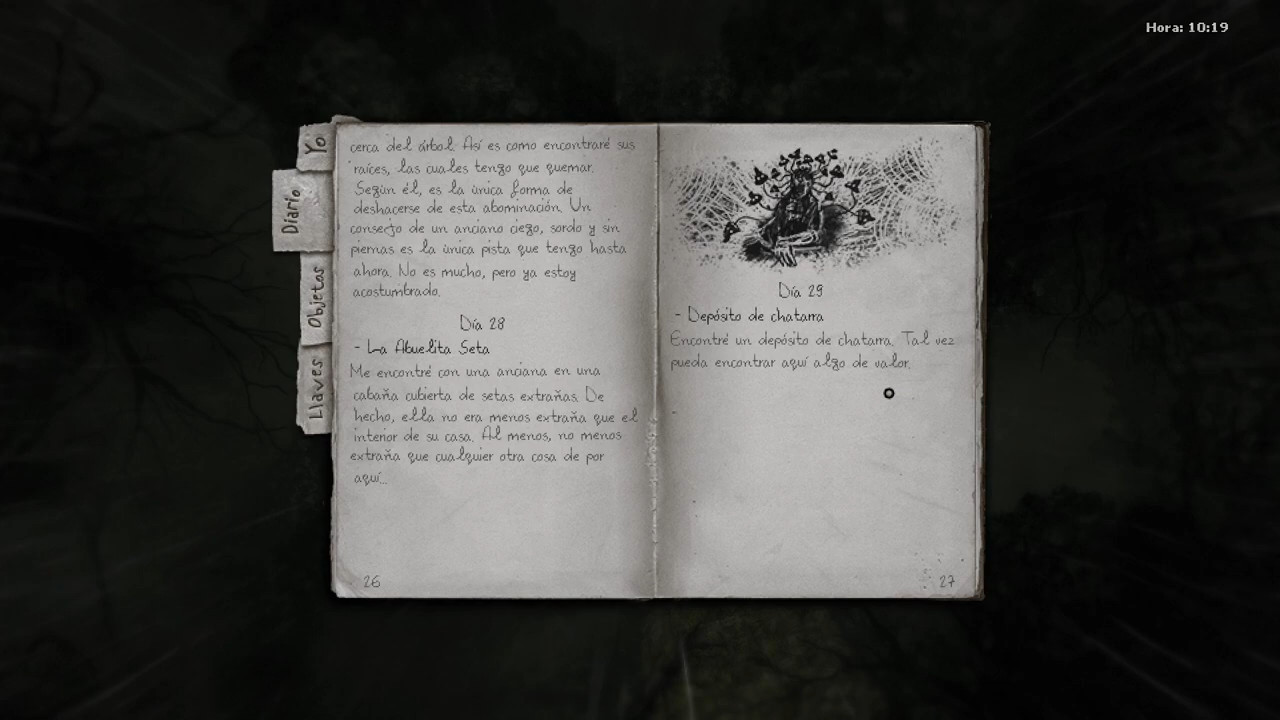 Hora: 10:19
Yo
Diario
Objetos
Llaves
cerca del árbol. Así es como encontraré sus
raíces, las cuales tengo que quemar.
Según él, es la única forma de
deshacerse de esta abominación. Un
consejo de un anciano ciego, sordo y sin
piernas es la única pista que tengo hasta
ahora. No es mucho, pero ya estoy
acostumbrado.
Día 28
- La Abuelita Seta
Me encontré con una anciana en una
cabaña cubierta de setas extrañas. De
hecho, ella no era menos extraña que el
interior de su casa. Al menos, no menos
extraña que cualquier otra cosa de por
aquí...
26
Día 29
- Depósito de chatarra
Encontré un depósito de chatarra. Tal vez
pueda encontrar aquí algo de valor.
27